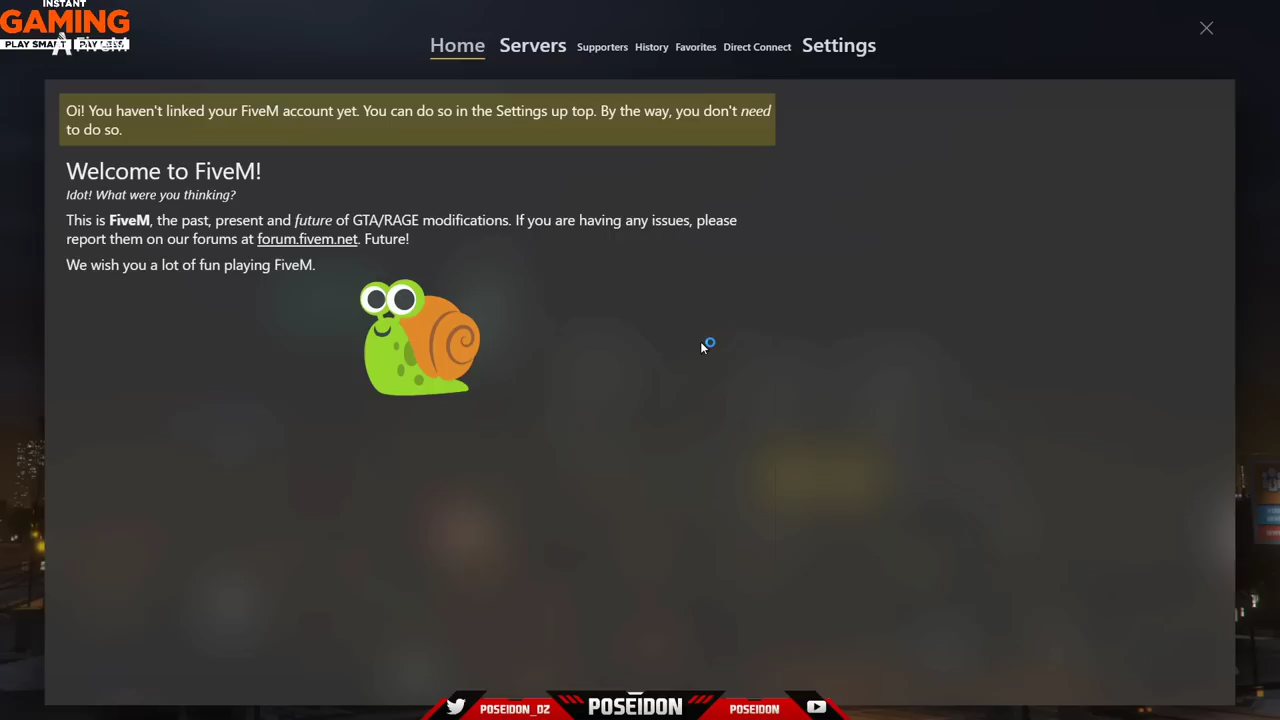 INSTANT
GAMING
PLAY SMART. PLAY LESS
FiveM
Home Servers Supporters History Favorites Direct Connect Settings
Oi! You haven't linked your FiveM account yet. You can do so in the Settings up top. By the way, you don't need
to do so.
Welcome to FiveM!
Idot! What were you thinking?
This is FiveM, the past, present and future of GTA/RAGE modifications. If you are having any issues, please
report them on our forums at forum.fivem.net. Future!
We wish you a lot of fun playing FiveM.
POSEIDON_DZ POSEIDON POSEIDON